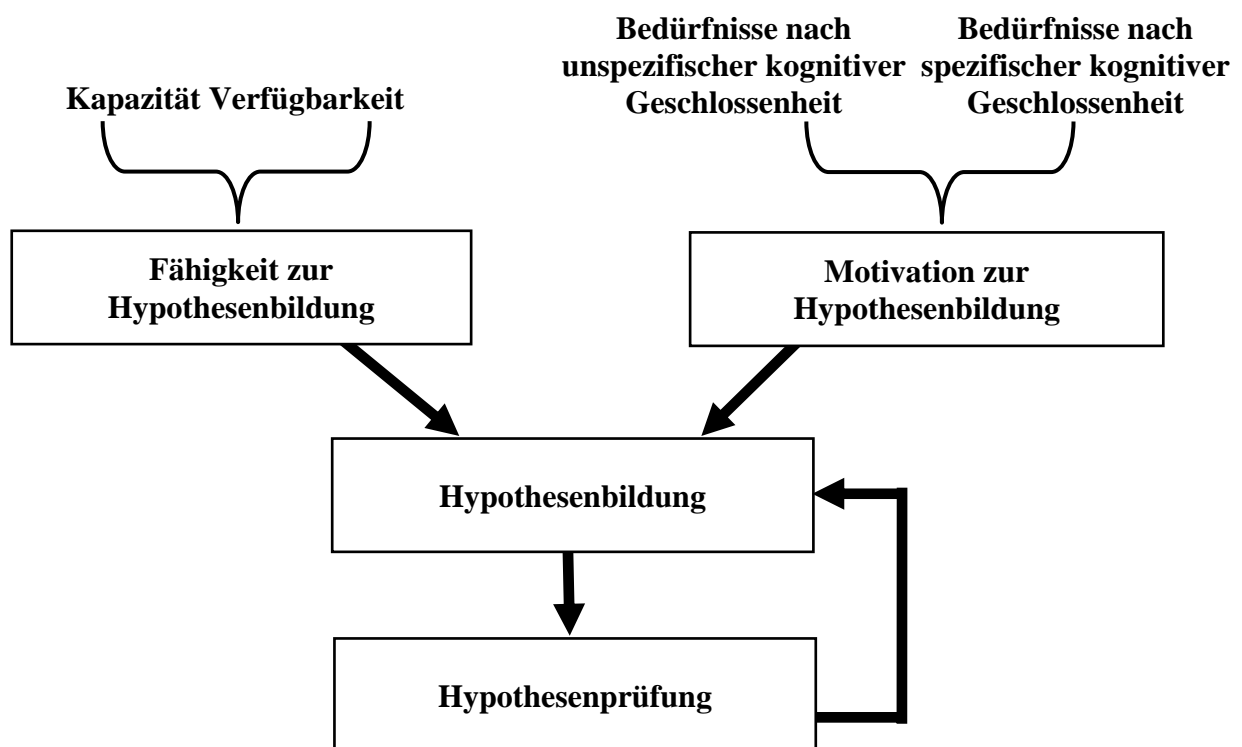 Kapazität Verfügbarkeit
Bedürfnisse nach
unspezifischer kognitiver
Geschlossenheit
Bedürfnisse nach
spezifischer kognitiver
Geschlossenheit
Fähigkeit zur
Hypothesenbildung
Motivation zur
Hypothesenbildung
Hypothesenbildung
Hypothesenprüfung